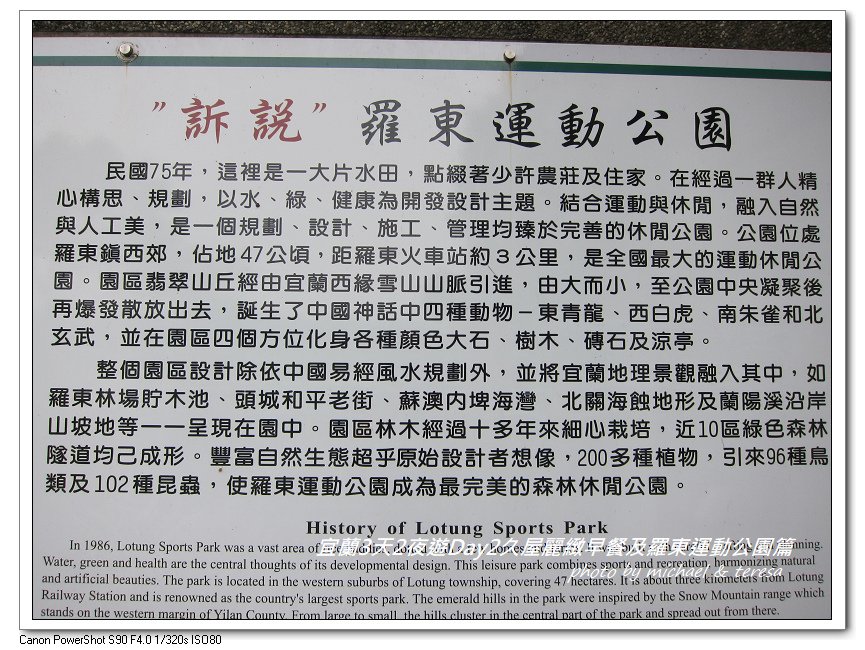 ”訴說”羅東運動公園
民國75年，這裡是一大片水田，點綴著少許農莊及住家。在經過一群人精
心構思、規劃，以水、綠、健康為開發設計主題。結合運動與休閒，融入自然
與人工美，是一個規劃、設計、施工、管理均臻於完善的休閒公園。公園位處
羅東鎮西郊，佔地47公頃，距羅東火車站約3公里，是全國最大的運動休閒公
園。園區翡翠山丘經由宜蘭西緣雪山山脈引進，由大而小，至公園中央凝聚後
再爆發散放出去，誕生了中國神話中四種動物－東青龍、西白虎、南朱雀和北
玄武，並在園區四個方位化身各種顏色大石、樹木、磚石及涼亭。
整個園區設計除依中國易經風水規劃外，並將宜蘭地理景觀融入其中，如
羅東林場貯木池、頭城和平老街、蘇澳內埤海灣、北關海蝕地形及蘭陽溪沿岸
山坡地等一一呈現在園中。園區林木經過十多年來細心栽培，近10區綠色森林
隧道均己成形。豐富自然生態超乎原始設計者想像，200多種植物，引來96種鳥
類及102種昆蟲，使羅東運動公園成為最完美的森林休閒公園。
History of Lotung Sports Park
宜蘭3天2夜遊Day2久屋麗緻早餐及羅東運動公園篇
In 1986, Lotung Sports Park was a vast area of
Water, green and health are the central thoughts of its developmental design. This leisure park combines sports and recreation, harmonizing natural
photo by michael & teresa
and artificial beauties. The park is located in the western suburbs of Lotung township, covering 47 hectares. It is about three kilometers from Lotung
Railway Station and is renowned as the country's largest sports park. The emerald hills in the park were inspired by the Snow Mountain range which
stands on the western margin of Yilan County. From large to small, the hills cluster in the central part of the park and spread out from there.
Canon PowerShot S90 F4.0 1/320s ISO80